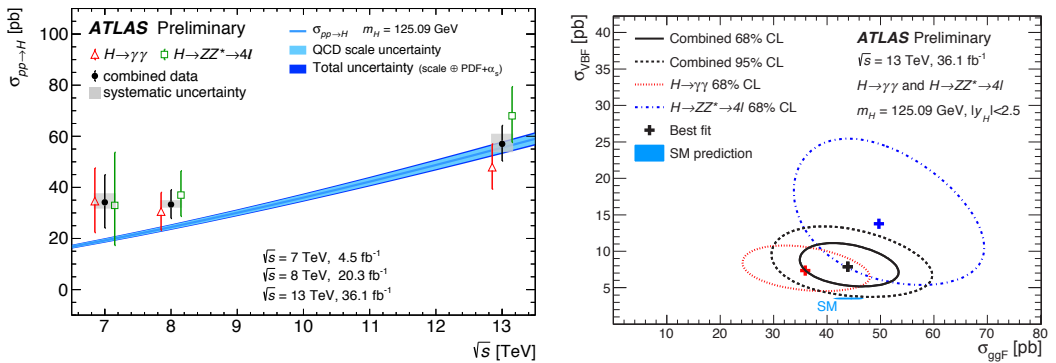 ATLAS Preliminary
H→γγ H→ZZ*→4l
combined data
systematic uncertainty
σpp→H mH = 125.09 GeV
QCD scale uncertainty
Total uncertainty (scale ⊕ PDF+αs)
σpp→H [pb]
100
80
60
40
20
0
√s = 7 TeV, 4.5 fb-1
√s = 8 TeV, 20.3 fb-1
√s = 13 TeV, 36.1 fb-1
7 8 9 10 11 12 13
√s [TeV]
σVBF [pb]
40
35
30
25
20
15
10
5
Combined 68% CL
Combined 95% CL
H→γγ 68% CL
H→ZZ*→4l 68% CL
Best fit
SM prediction
ATLAS Preliminary
√s = 13 TeV, 36.1 fb-1
H→γγ and H→ZZ*→4l
mH = 125.09 GeV, |yH|<2.5
SM
0 10 20 30 40 50 60 70 80
σggF [pb]